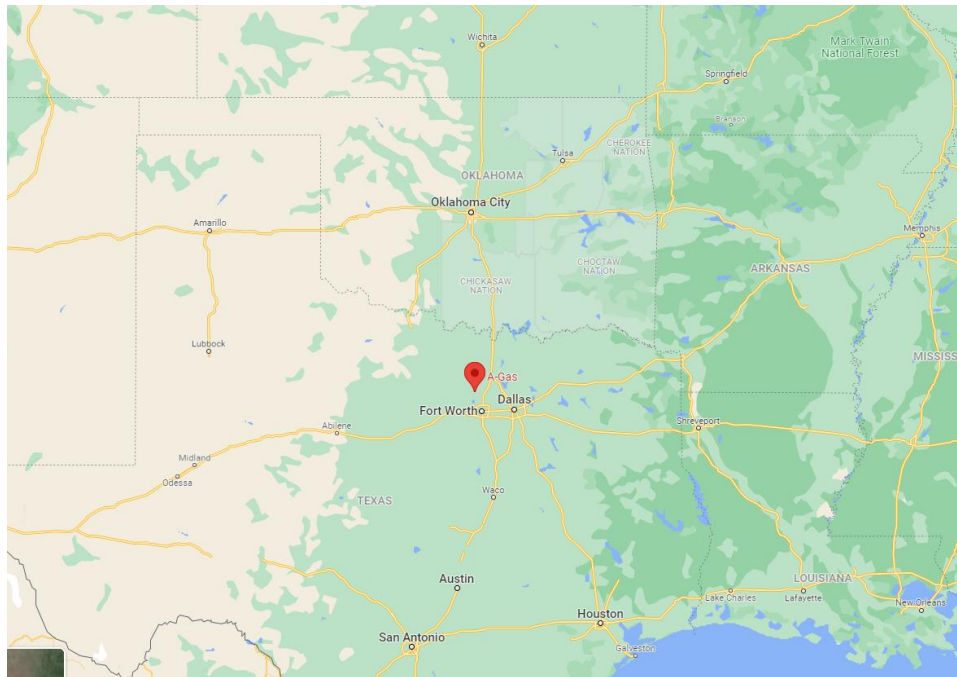 Wichita
Mark Twain
National Forest
Springfield
Branson
Tulsa
CHEROKEE
NATION
OKLAHOMA
Oklahoma City
Amarillo
Memphis
CHOCTAW
NATION
ARKANSAS
CHICKASAW
NATION
Lubbock
MISSISS
A-Gas
Dallas
Fort Worth
Abilene
Shreveport
Midland
Odessa
Waco
TEXAS
Austin
LOUISIANA
Houston
Lake Charles
Lafayette
New Orleans
San Antonio
Galveston